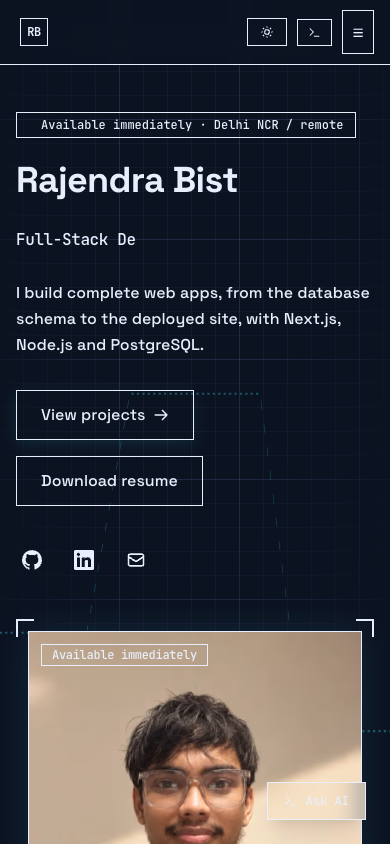 RB
Available immediately · Delhi NCR / remote
Rajendra Bist
Full-Stack De
I build complete web apps, from the database
schema to the deployed site, with Next.js,
Node.js and PostgreSQL.
View projects →
Download resume
Available immediately
Ask AI